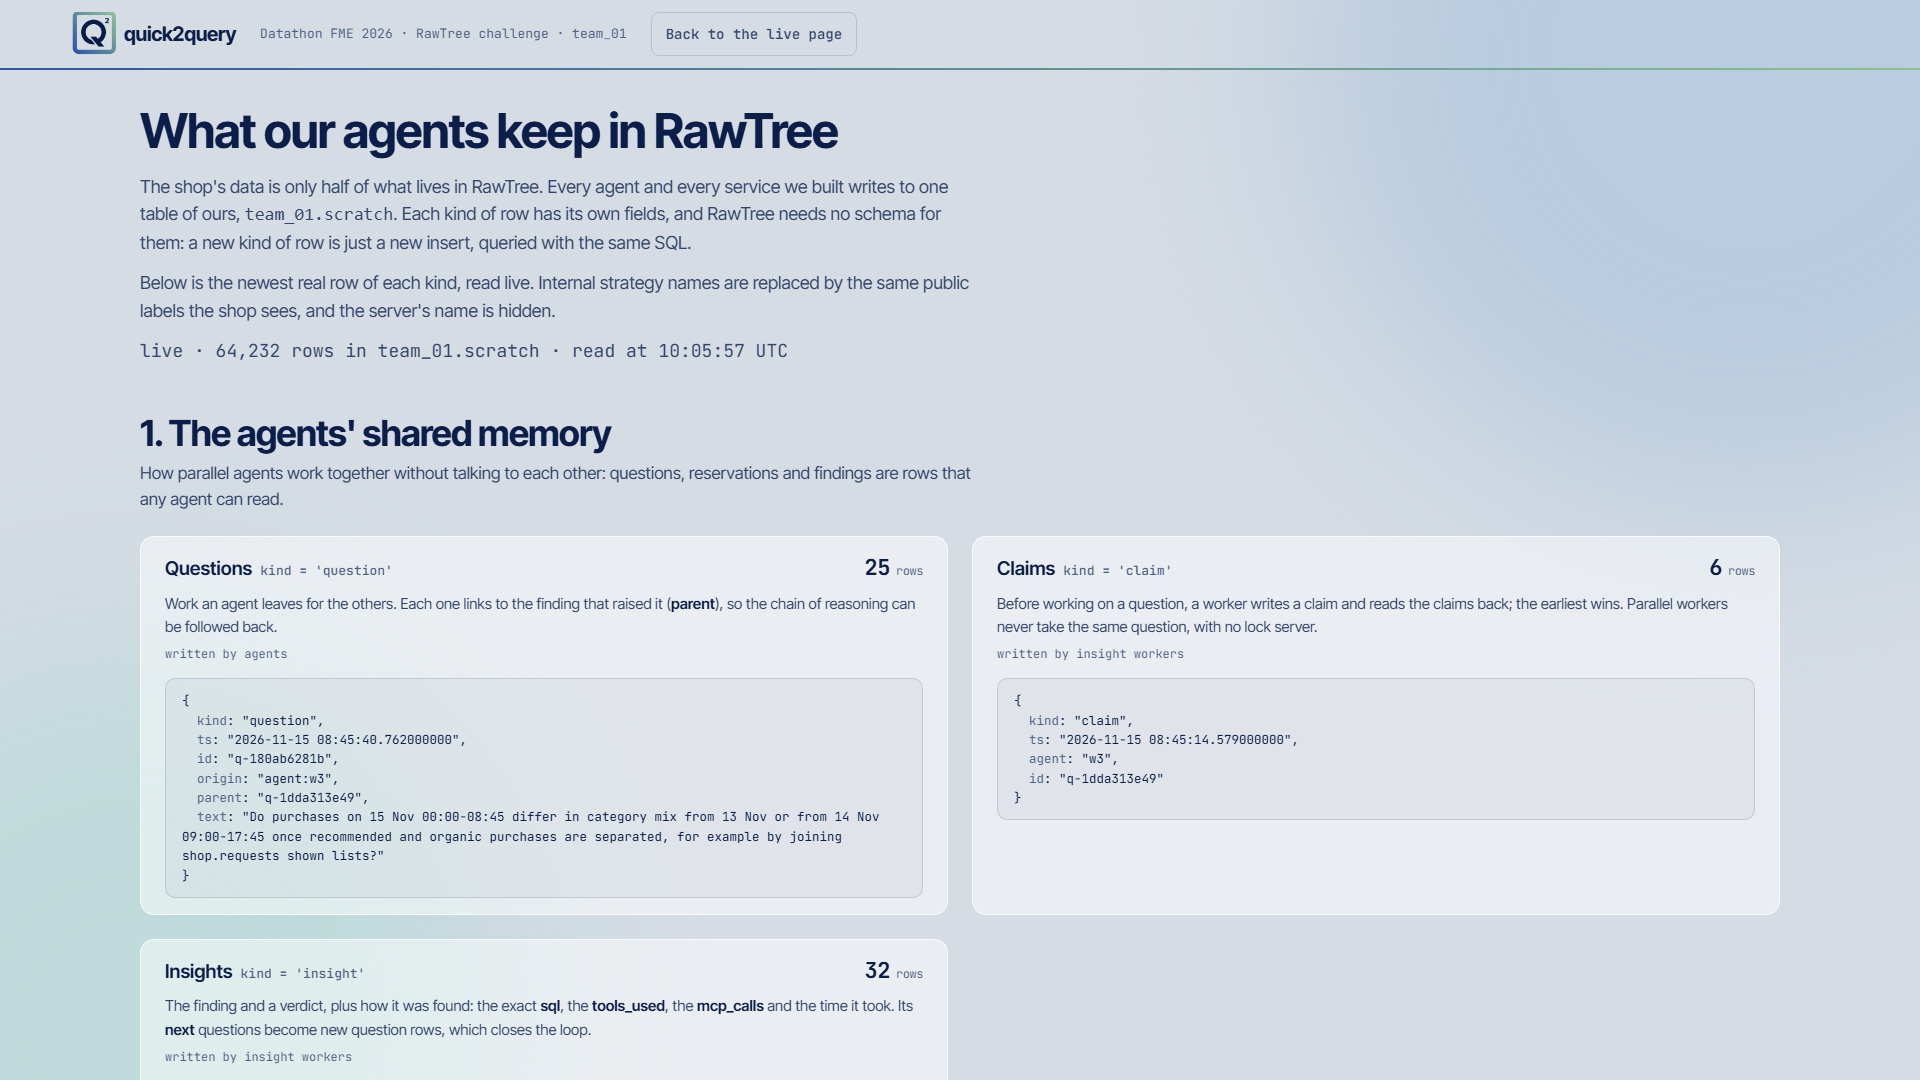 Q2 quick2query Datathon FME 2026 · RawTree challenge · team_01 Back to the live page
What our agents keep in RawTree
The shop's data is only half of what lives in RawTree. Every agent and every service we built writes to one
table of ours, team_01.scratch. Each kind of row has its own fields, and RawTree needs no schema for
them: a new kind of row is just a new insert, queried with the same SQL.
Below is the newest real row of each kind, read live. Internal strategy names are replaced by the same public
labels the shop sees, and the server's name is hidden.
live · 64,232 rows in team_01.scratch · read at 10:05:57 UTC
1. The agents' shared memory
How parallel agents work together without talking to each other: questions, reservations and findings are rows that
any agent can read.
Questions kind = 'question' 25 rows
Work an agent leaves for the others. Each one links to the finding that raised it (parent), so the chain of reasoning can
be followed back.
written by agents
{
kind: "question",
ts: "2026-11-15 08:45:40.762000000",
id: "q-180ab6281b",
origin: "agent:w3",
parent: "q-1dda313e49",
text: "Do purchases on 15 Nov 00:00-08:45 differ in category mix from 13 Nov or from 14 Nov
09:00-17:45 once recommended and organic purchases are separated, for example by joining
shop.requests shown lists?"
}
Claims kind = 'claim' 6 rows
Before working on a question, a worker writes a claim and reads the claims back; the earliest wins. Parallel workers
never take the same question, with no lock server.
written by insight workers
{
kind: "claim",
ts: "2026-11-15 08:45:14.579000000",
agent: "w3",
id: "q-1dda313e49"
}
Insights kind = 'insight' 32 rows
The finding and a verdict, plus how it was found: the exact sql, the tools_used, the mcp_calls and the time it took. Its
next questions become new question rows, which closes the loop.
written by insight workers